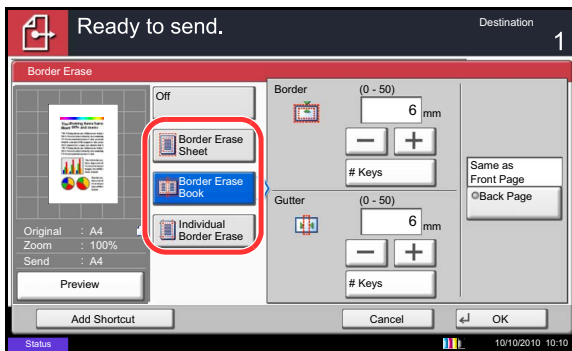 Ready to send.
Destination
1
Border Erase
Off
Border Erase
Sheet
Border Erase
Book
Individual
Border Erase
Original : A4
Zoom : 100%
Send : A4
Preview
Border
(0 - 50)
6 mm
# Keys
Gutter
(0 - 50)
6 mm
# Keys
Same as
Front Page
Back Page
Add Shortcut
Cancel
OK
Status
10/10/2010 10:10